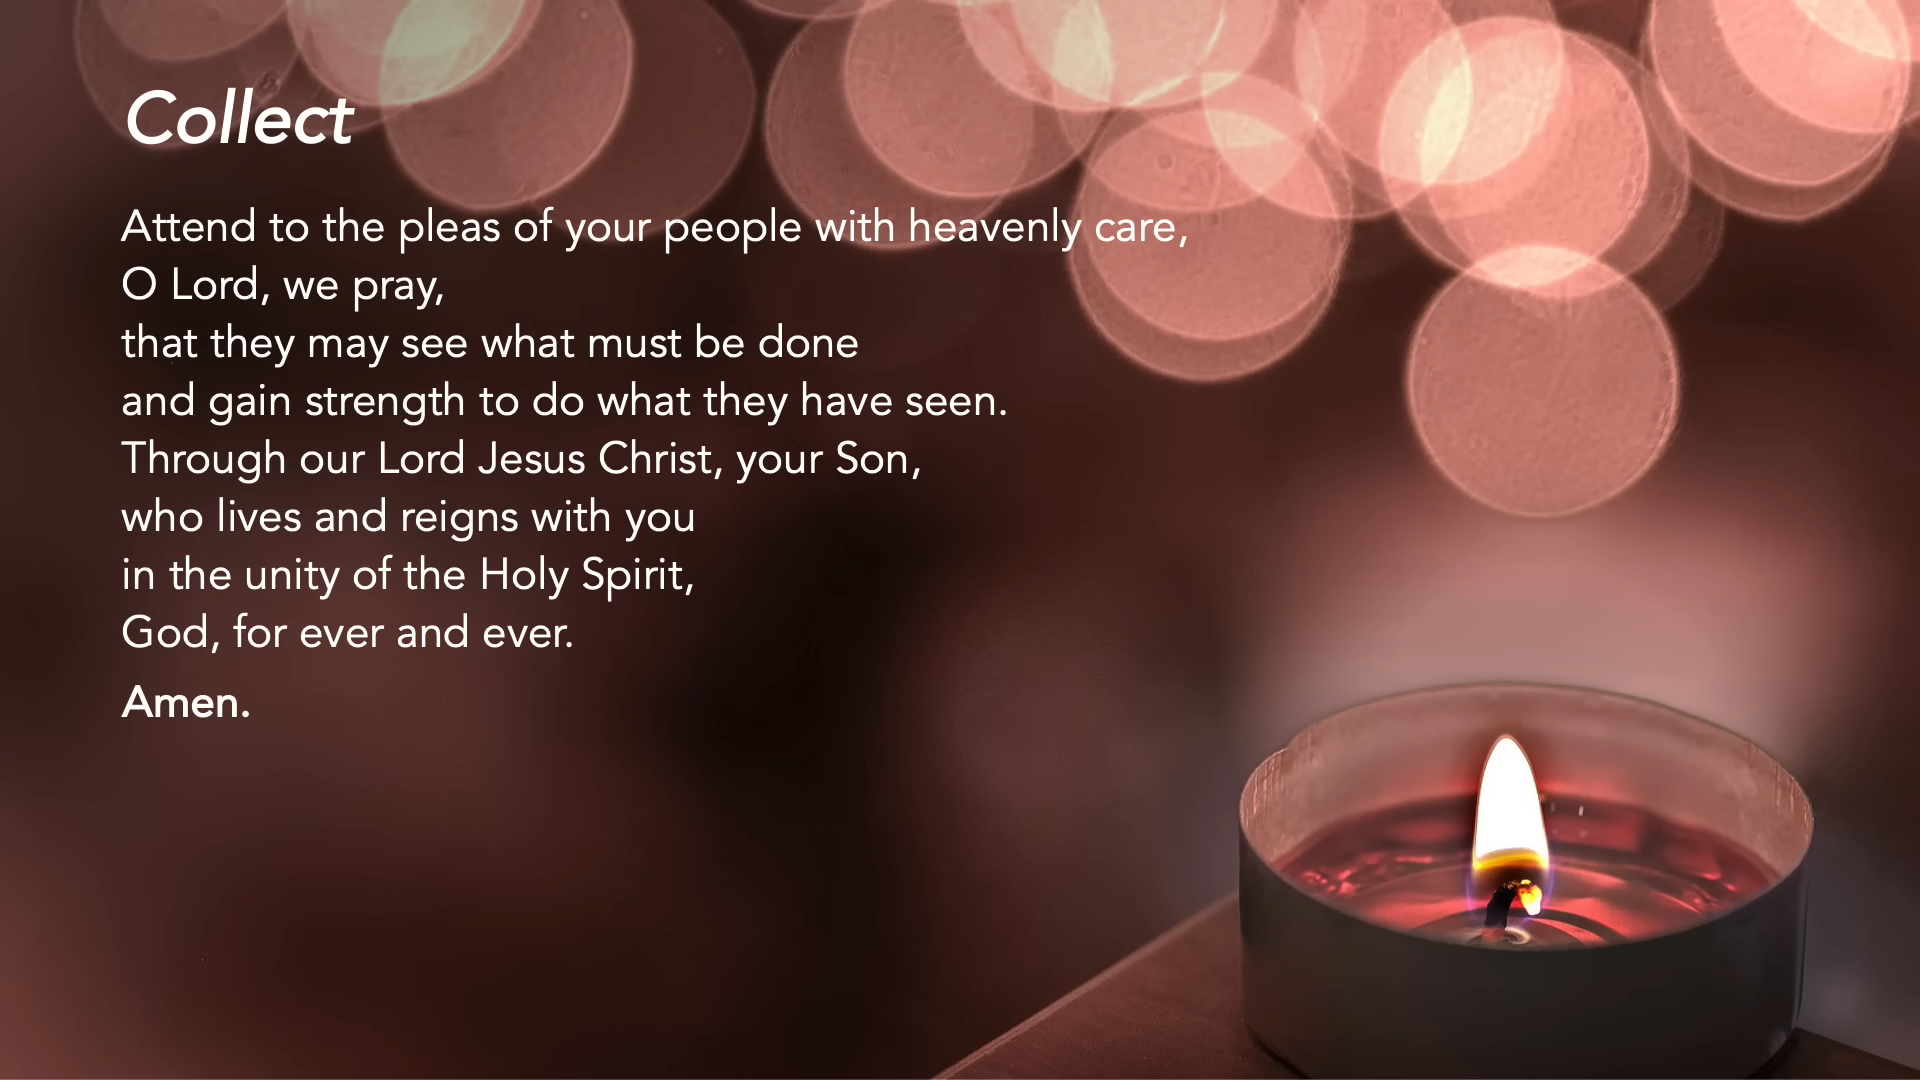 Collect
Attend to the pleas of your people with heavenly care,
O Lord, we pray,
that they may see what must be done
and gain strength to do what they have seen.
Through our Lord Jesus Christ, your Son,
who lives and reigns with you
in the unity of the Holy Spirit,
God, for ever and ever.
Amen.